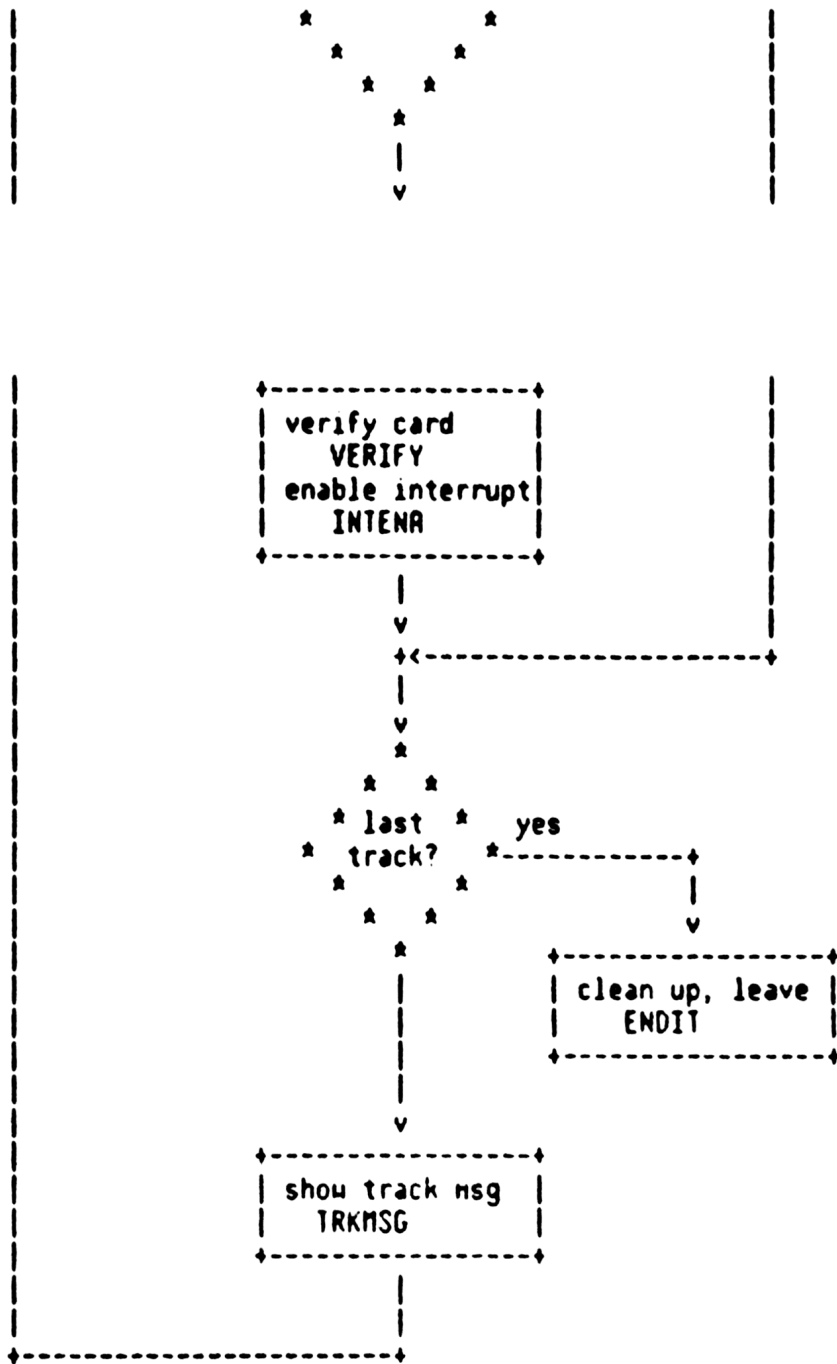 verify card
VERIFY
enable interrupt
INTENA
last
track?
yes
clean up, leave
ENDIT
show track msg
TRKMSG